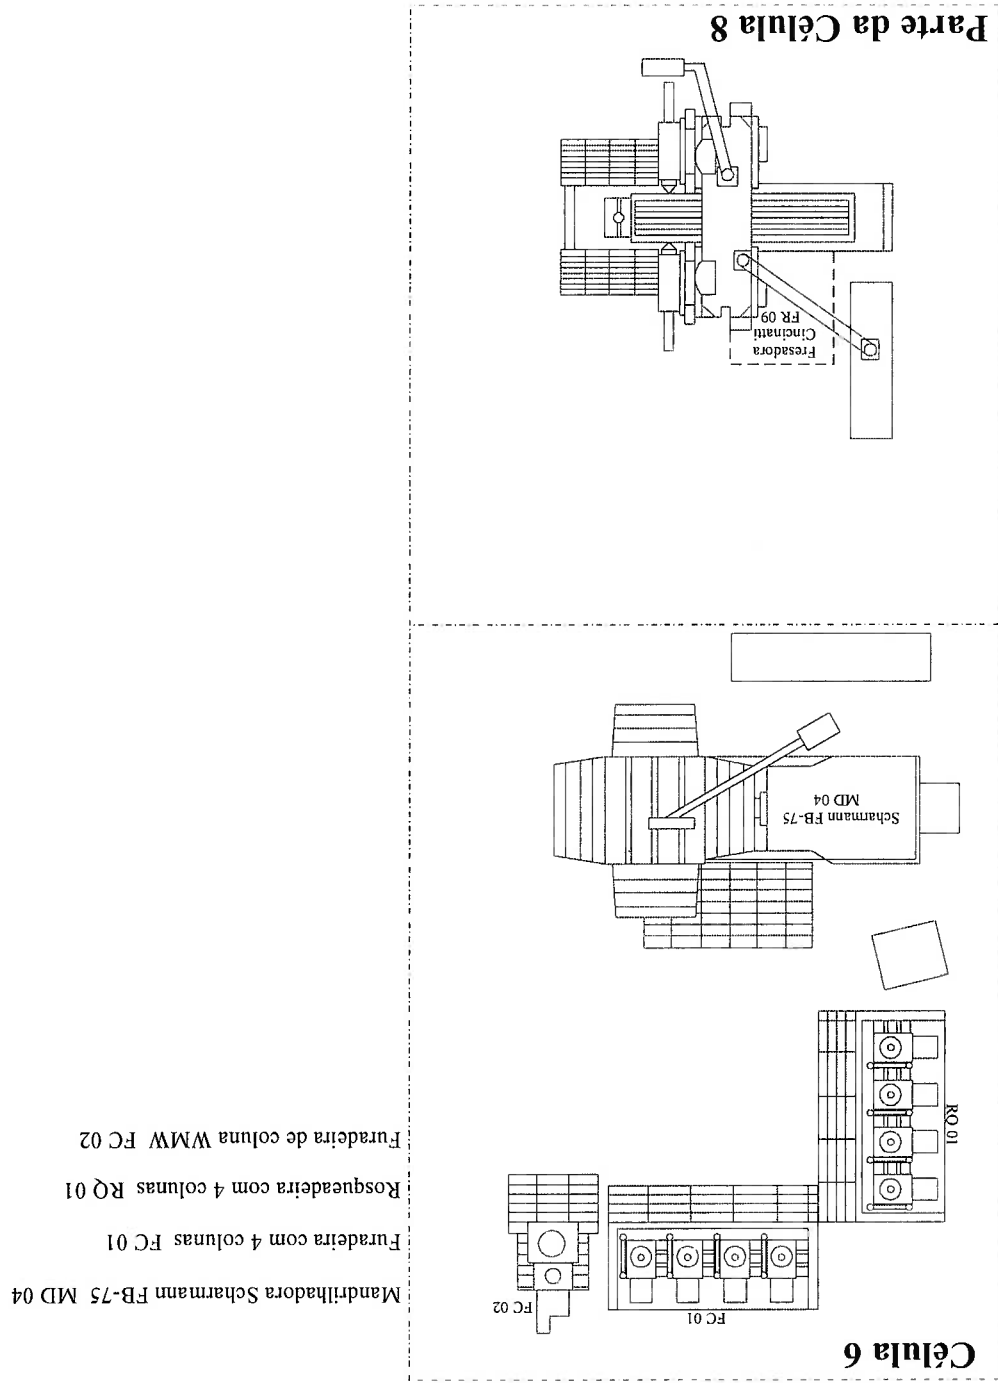 Célula 6
Mandrilhadora Scharmann FB-75 MD 04
Furadeira com 4 colunas FC 01
Rosqueadeira com 4 colunas RQ 01
Furadeira de coluna WMW FC 02
FC 01
FC 02
RQ 01
Scharmann FB-75
MD 04
Fresadora
Cincinatti
FR 09
Parte da Célula 8